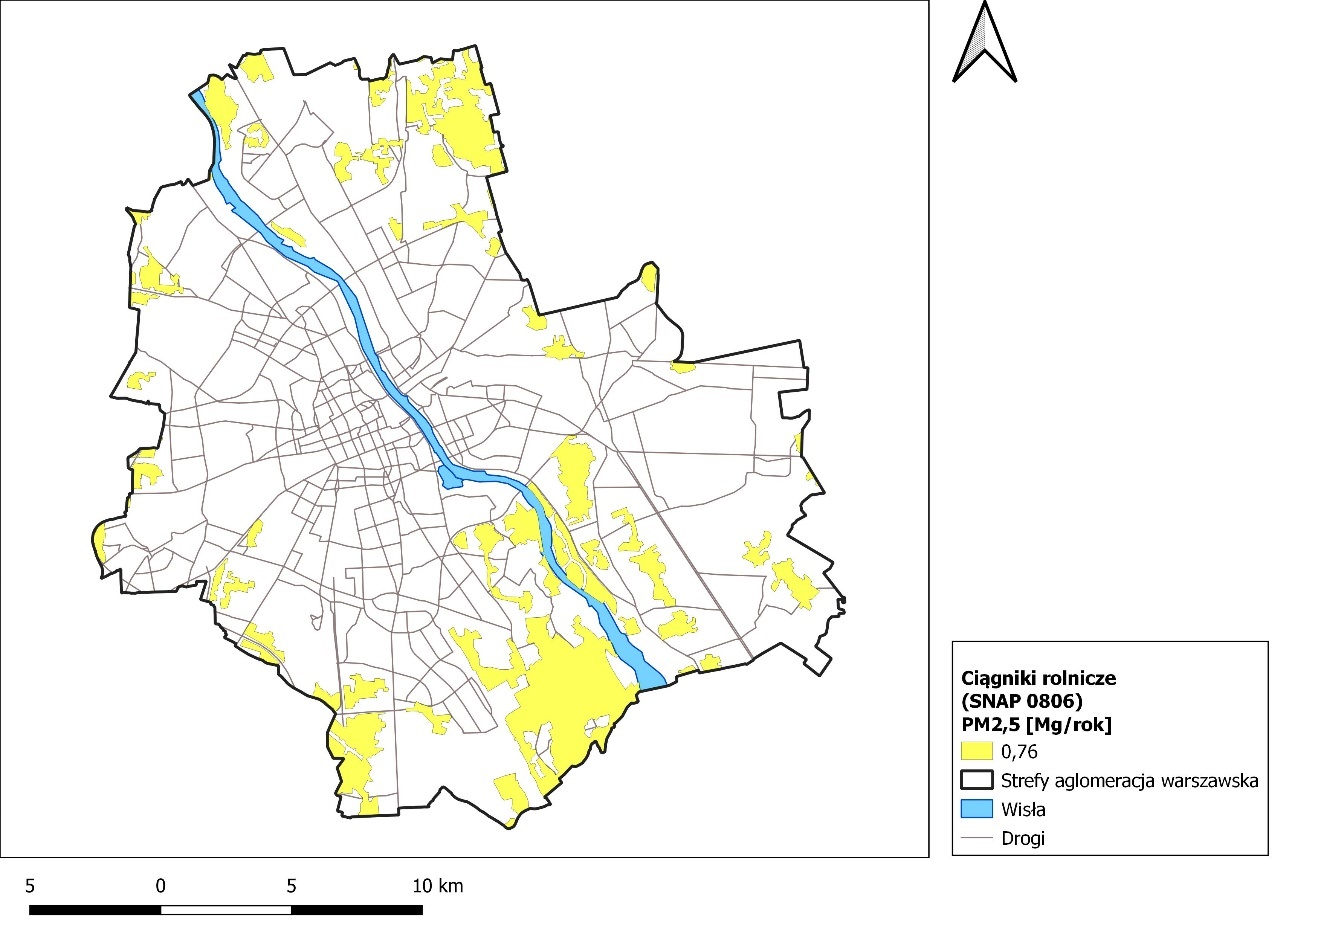 Ciągniki rolnicze
(SNAP 0806)
PM2,5 [Mg/rok]
0,76
Strefy aglomeracja warszawska
Wisła
Drogi
5 0 5 10 km